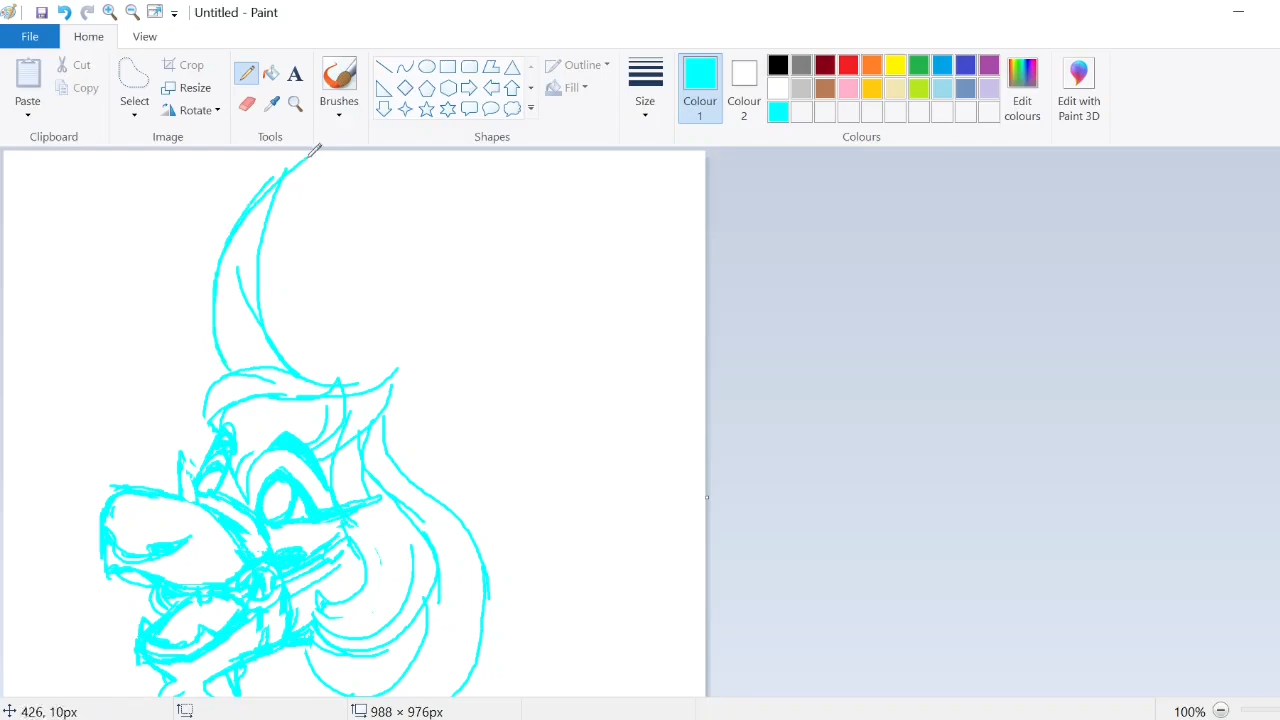 Untitled - Paint
File Home View
Paste
Cut
Copy
Clipboard
Select
Crop
Resize
Rotate
Image
A
Tools
Brushes
Outline
Fill
Shapes
Size
Colour 1
Colour 2
Edit colours
Edit with Paint 3D
Colours
426, 10px
988 × 976px
100%